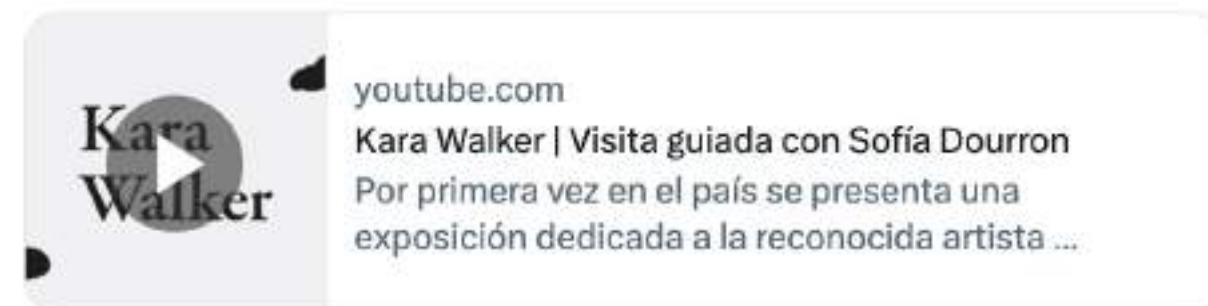 Kara
Walker
youtube.com
Kara Walker | Visita guiada con Sofía Dourron
Por primera vez en el país se presenta una
exposición dedicada a la reconocida artista ...